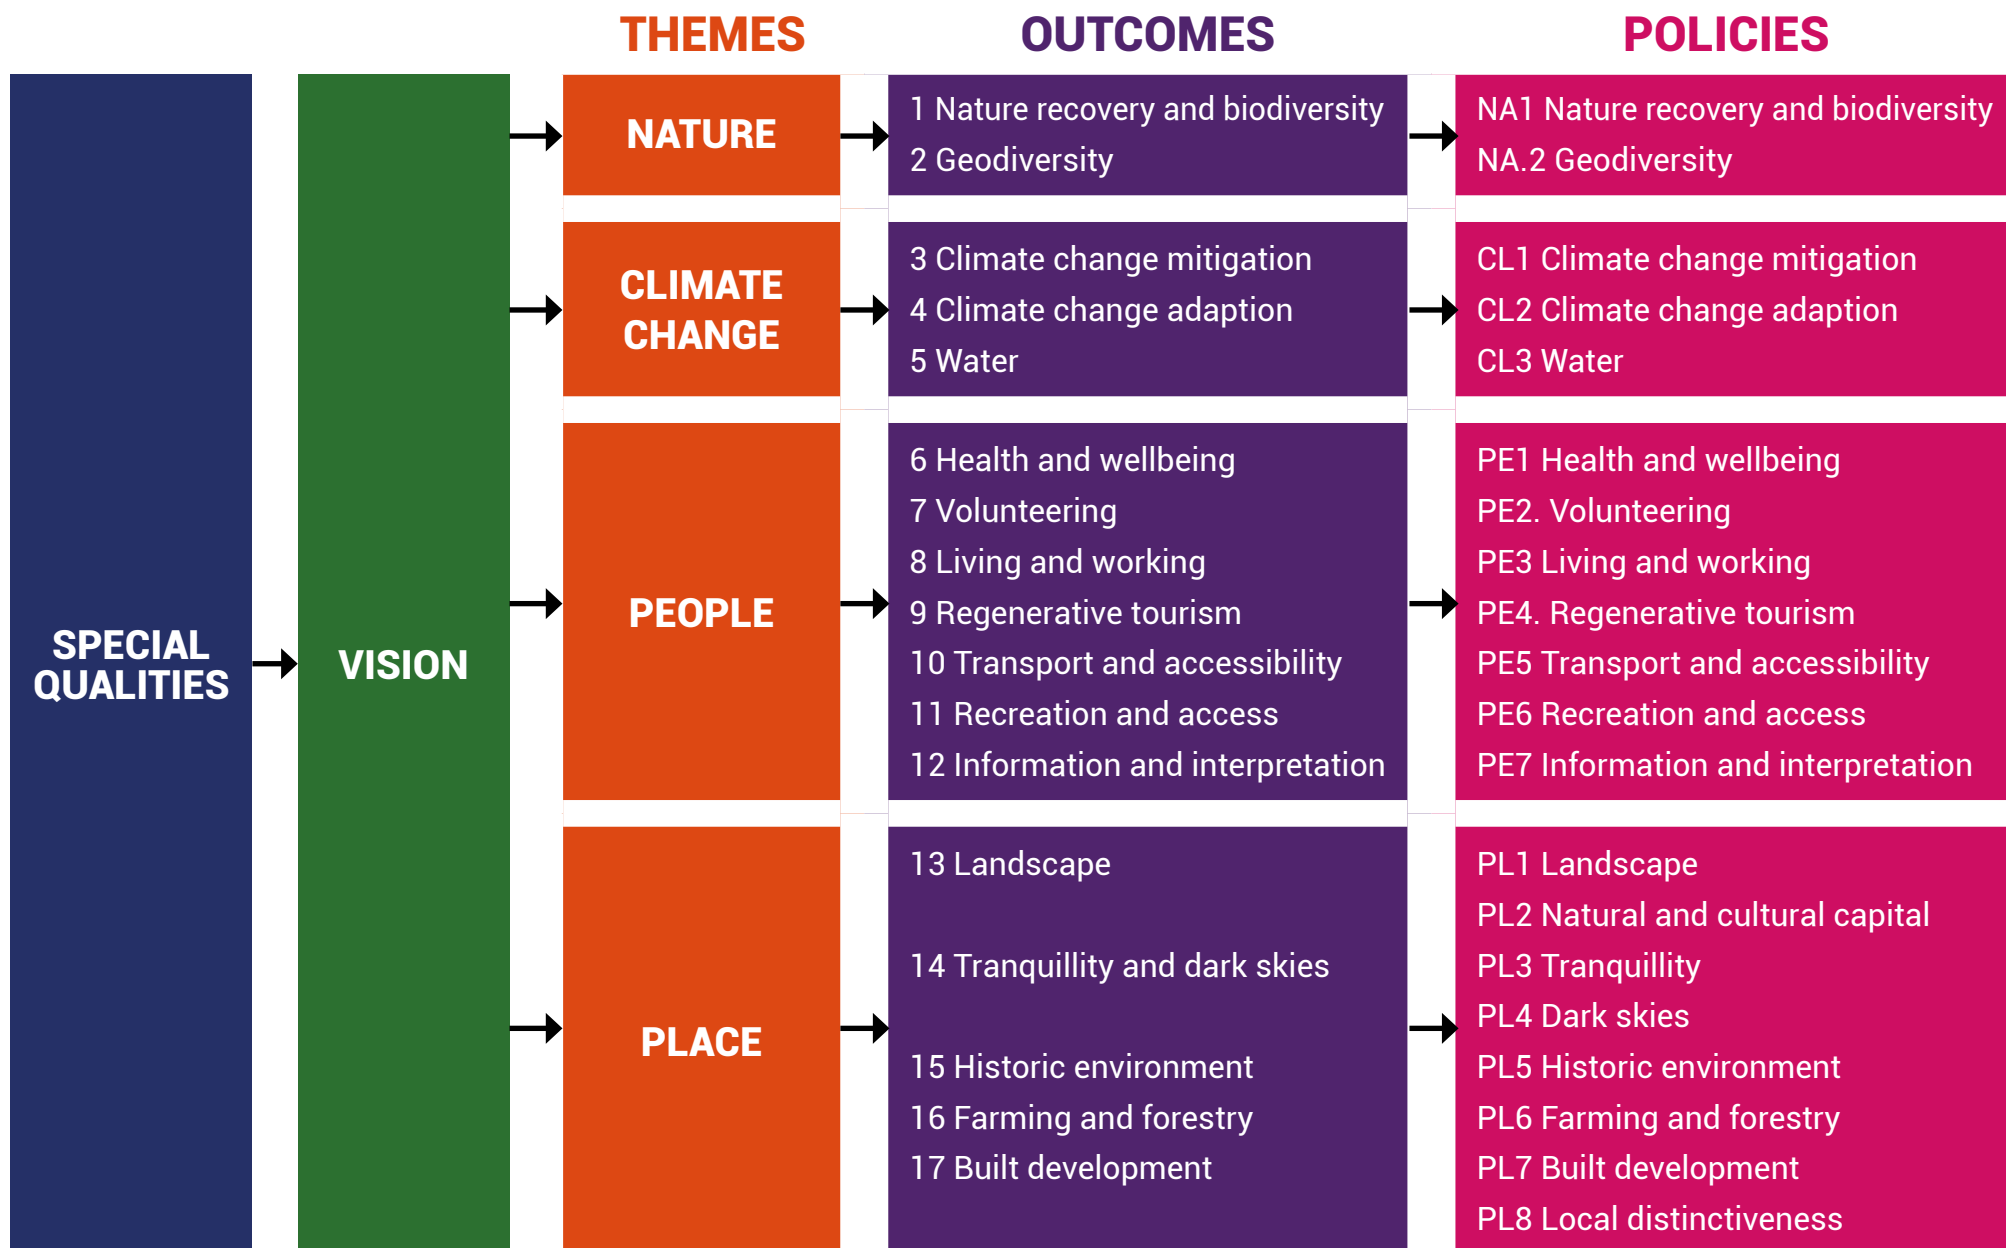 THEMES
OUTCOMES
POLICIES
SPECIAL
QUALITIES
VISION
NATURE
1 Nature recovery and biodiversity
2 Geodiversity
NA1 Nature recovery and biodiversity
NA.2 Geodiversity
CLIMATE
CHANGE
3 Climate change mitigation
4 Climate change adaption
5 Water
CL1 Climate change mitigation
CL2 Climate change adaption
CL3 Water
PEOPLE
6 Health and wellbeing
7 Volunteering
8 Living and working
9 Regenerative tourism
10 Transport and accessibility
11 Recreation and access
12 Information and interpretation
PE1 Health and wellbeing
PE2. Volunteering
PE3 Living and working
PE4. Regenerative tourism
PE5 Transport and accessibility
PE6 Recreation and access
PE7 Information and interpretation
PLACE
13 Landscape
14 Tranquillity and dark skies
15 Historic environment
16 Farming and forestry
17 Built development
PL1 Landscape
PL2 Natural and cultural capital
PL3 Tranquillity
PL4 Dark skies
PL5 Historic environment
PL6 Farming and forestry
PL7 Built development
PL8 Local distinctiveness